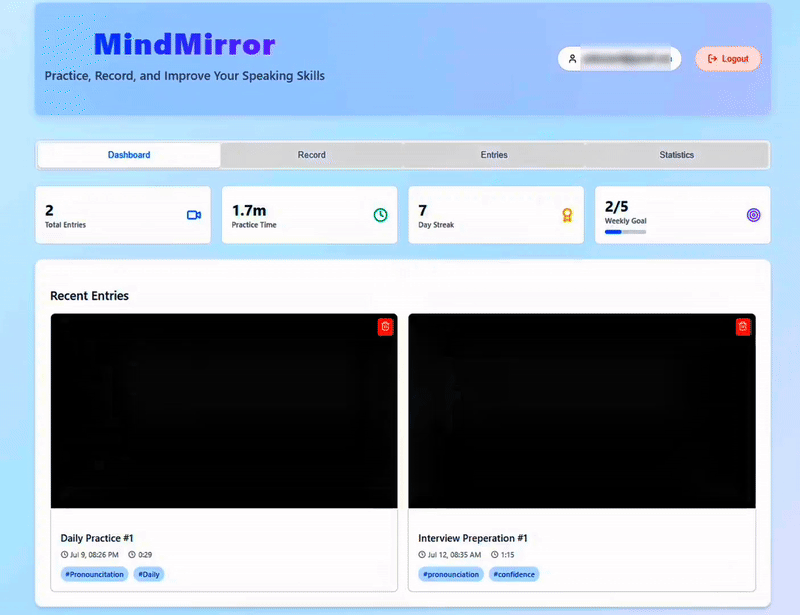 MindMirror
Practice, Record, and Improve Your Speaking Skills
Logout
Dashboard
Record
Entries
Statistics
2
Total Entries
1.7m
Practice Time
7
Day Streak
2/5
Weekly Goal
Recent Entries
Daily Practice #1
Jul 9, 08:26 PM 0:29
#Pronouncitation #Daily
Interview Preperation #1
Jul 12, 08:35 AM 1:15
#pronounciation #confidence